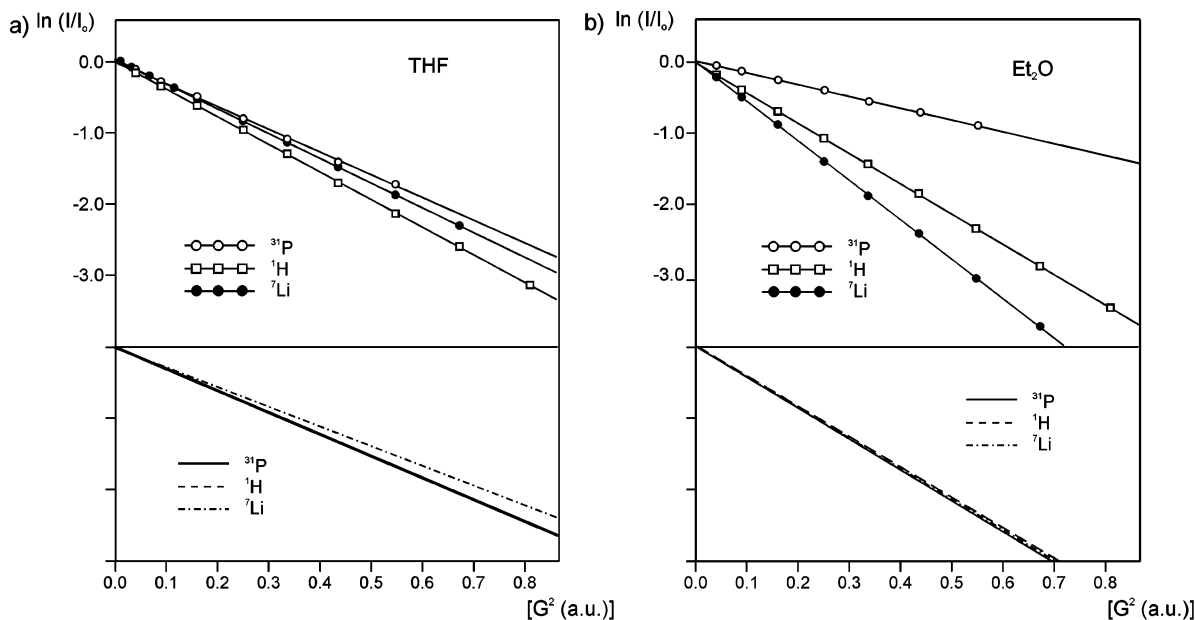 a) ln (I/I₀)
THF
0.0
-1.0
-2.0
-3.0
³¹P
¹H
⁷Li
³¹P
¹H
⁷Li
0.0 0.1 0.2 0.3 0.4 0.5 0.6 0.7 0.8
[G² (a.u.)]
b) ln (I/I₀)
Et₂O
0.0
-1.0
-2.0
-3.0
³¹P
¹H
⁷Li
³¹P
¹H
⁷Li
0.0 0.1 0.2 0.3 0.4 0.5 0.6 0.7 0.8
[G² (a.u.)]